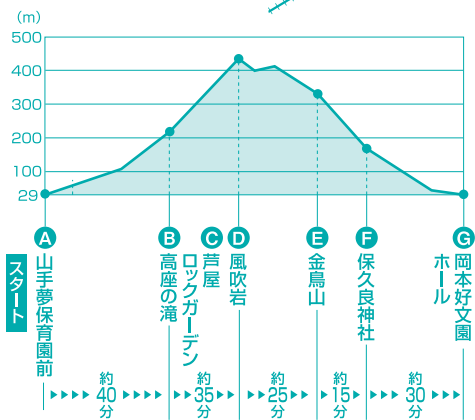 (m)
500
400
300
200
100
29
A
B
C
D
E
F
G
スタート
山手夢保育園前
高座の滝
芦屋
ロックガーデン
風吹岩
金鳥山
保久良神社
岡本好文園
ホール
約40分
約35分
約25分
約15分
約30分